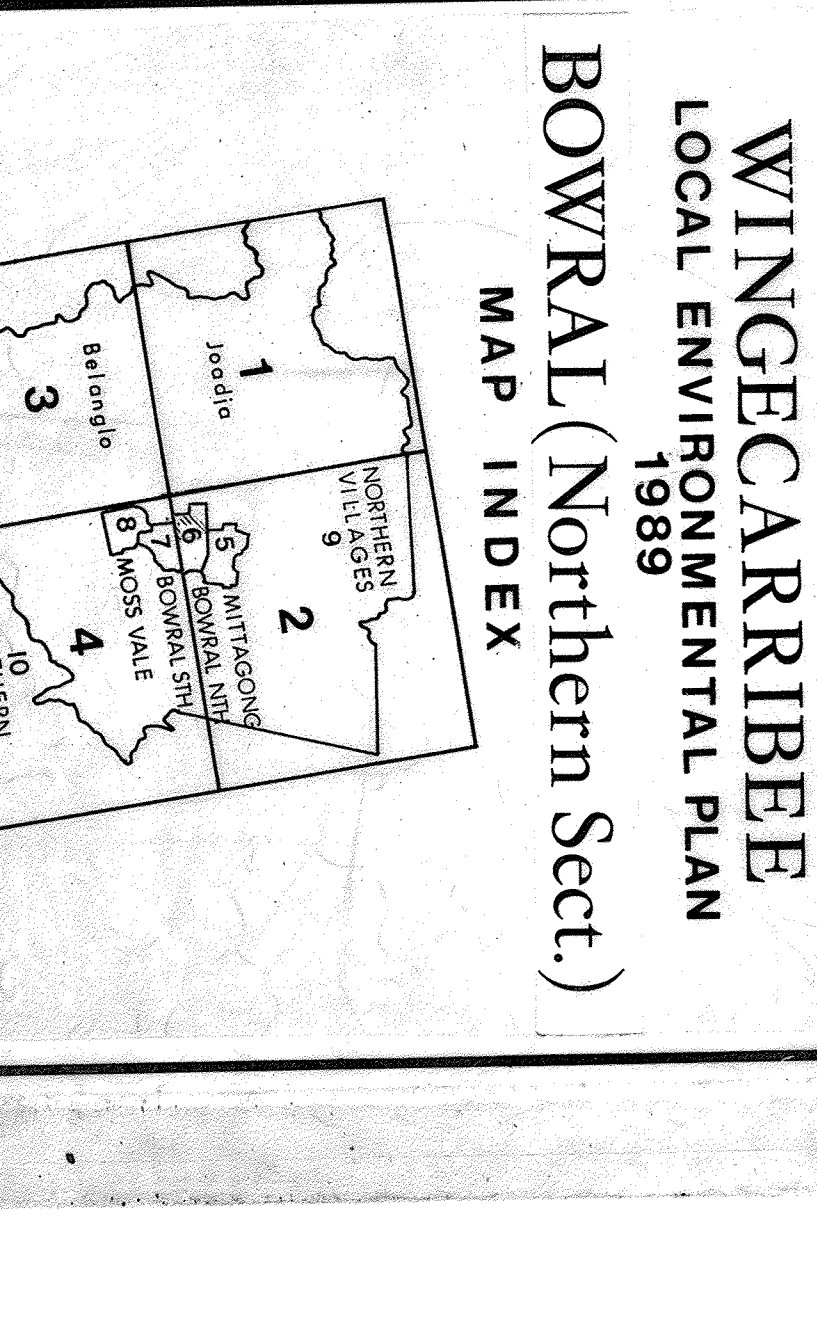 WINGECARRIBEE
LOCAL ENVIRONMENTAL PLAN
1989
BOWRAL (Northern Sect.)
MAP INDEX
NORTHERN
VILLAGES
9
1
Joadja
2
5
MITTAGONG
6
BOWRAL NTH
7
BOWRAL STH
8
MOSS VALE
Belanglo
3
4
10